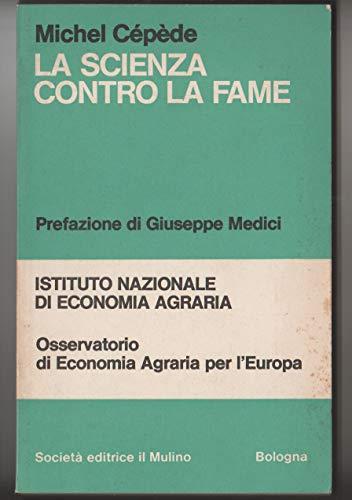 Michel Cépède
LA SCIENZA
CONTRO LA FAME
Prefazione di Giuseppe Medici
ISTITUTO NAZIONALE
DI ECONOMIA AGRARIA
Osservatorio
di Economia Agraria per l'Europa
Società editrice il Mulino Bologna